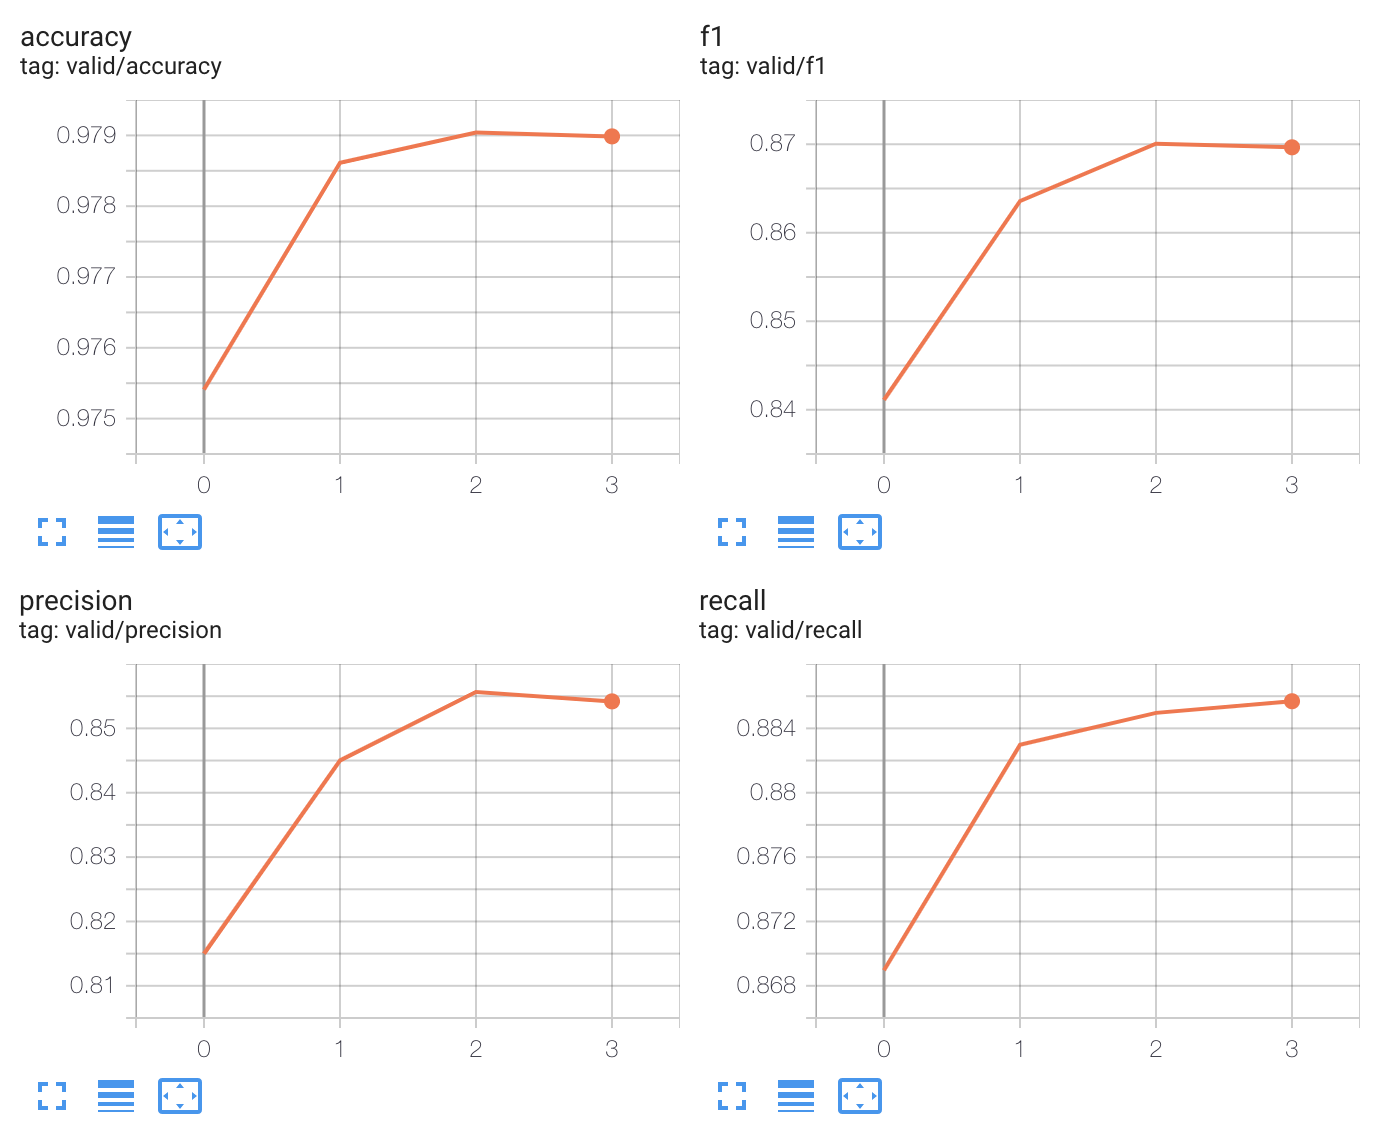 accuracy
tag: valid/accuracy
0.979
0.978
0.977
0.976
0.975
0 1 2 3
f1
tag: valid/f1
0.87
0.86
0.85
0.84
0 1 2 3
precision
tag: valid/precision
0.85
0.84
0.83
0.82
0.81
0 1 2 3
recall
tag: valid/recall
0.884
0.88
0.876
0.872
0.868
0 1 2 3